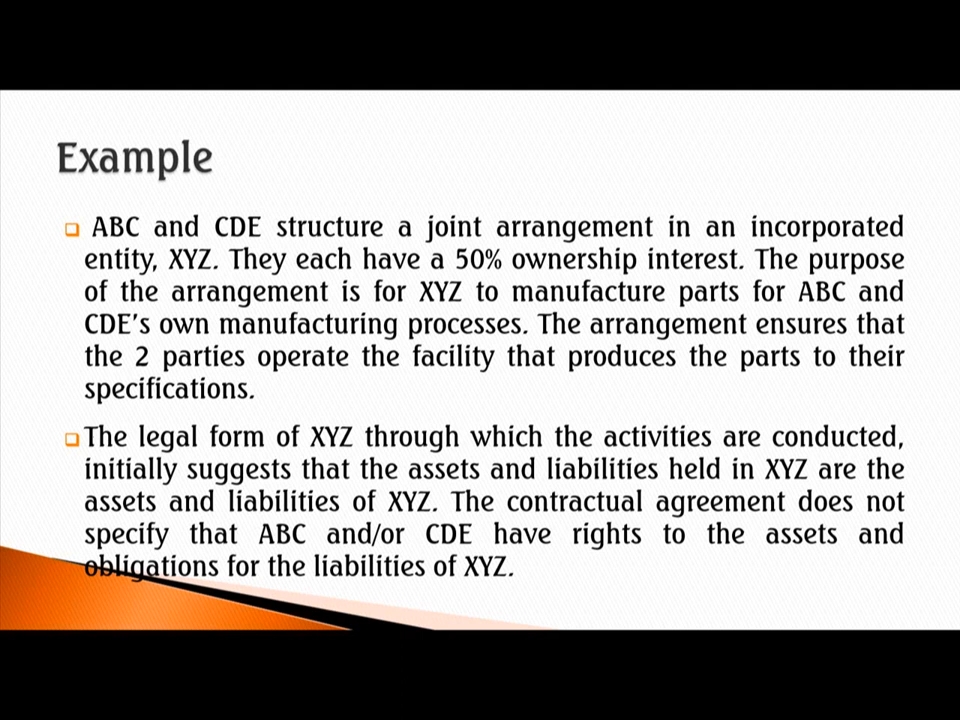 Example
ABC and CDE structure a joint arrangement in an incorporated
entity, XYZ. They each have a 50% ownership interest. The purpose
of the arrangement is for XYZ to manufacture parts for ABC and
CDE's own manufacturing processes. The arrangement ensures that
the 2 parties operate the facility that produces the parts to their
specifications.
The legal form of XYZ through which the activities are conducted,
initially suggests that the assets and liabilities held in XYZ are the
assets and liabilities of XYZ. The contractual agreement does not
specify that ABC and/or CDE have rights to the assets and
obligations for the liabilities of XYZ.